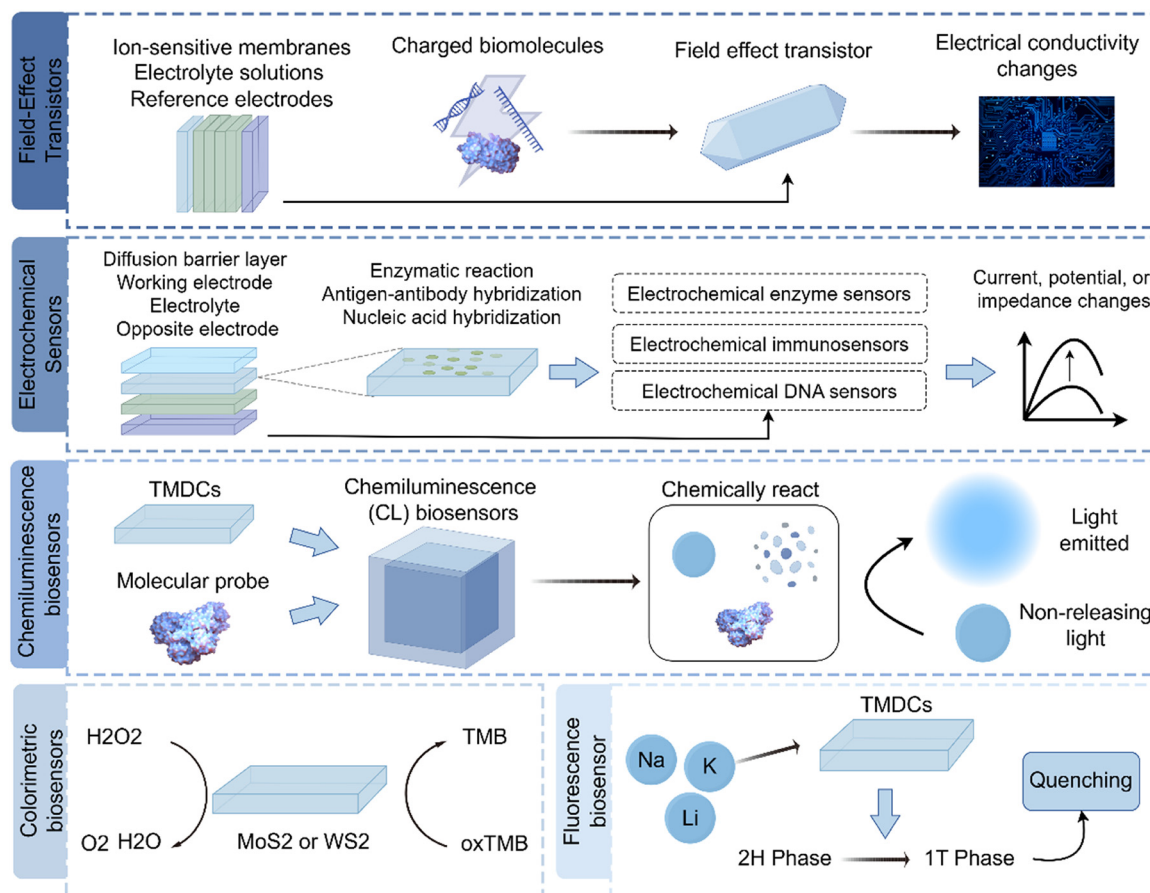 Field-Effect
Transistors
Ion-sensitive membranes
Electrolyte solutions
Reference electrodes
Charged biomolecules
Field effect transistor
Electrical conductivity
changes
Electrochemical
Sensors
Diffusion barrier layer
Working electrode
Electrolyte
Opposite electrode
Enzymatic reaction
Antigen-antibody hybridization
Nucleic acid hybridization
Electrochemical enzyme sensors
Electrochemical immunosensors
Electrochemical DNA sensors
Current, potential, or
impedance changes
Chemiluminescence
biosensors
TMDCs
Molecular probe
Chemiluminescence
(CL) biosensors
Chemically react
Light
emitted
Non-releasing
light
Colorimetric
biosensors
H2O2
O2 H2O
MoS2 or WS2
TMB
oxTMB
Fluorescence
biosensor
Na
K
Li
TMDCs
2H Phase
1T Phase
Quenching